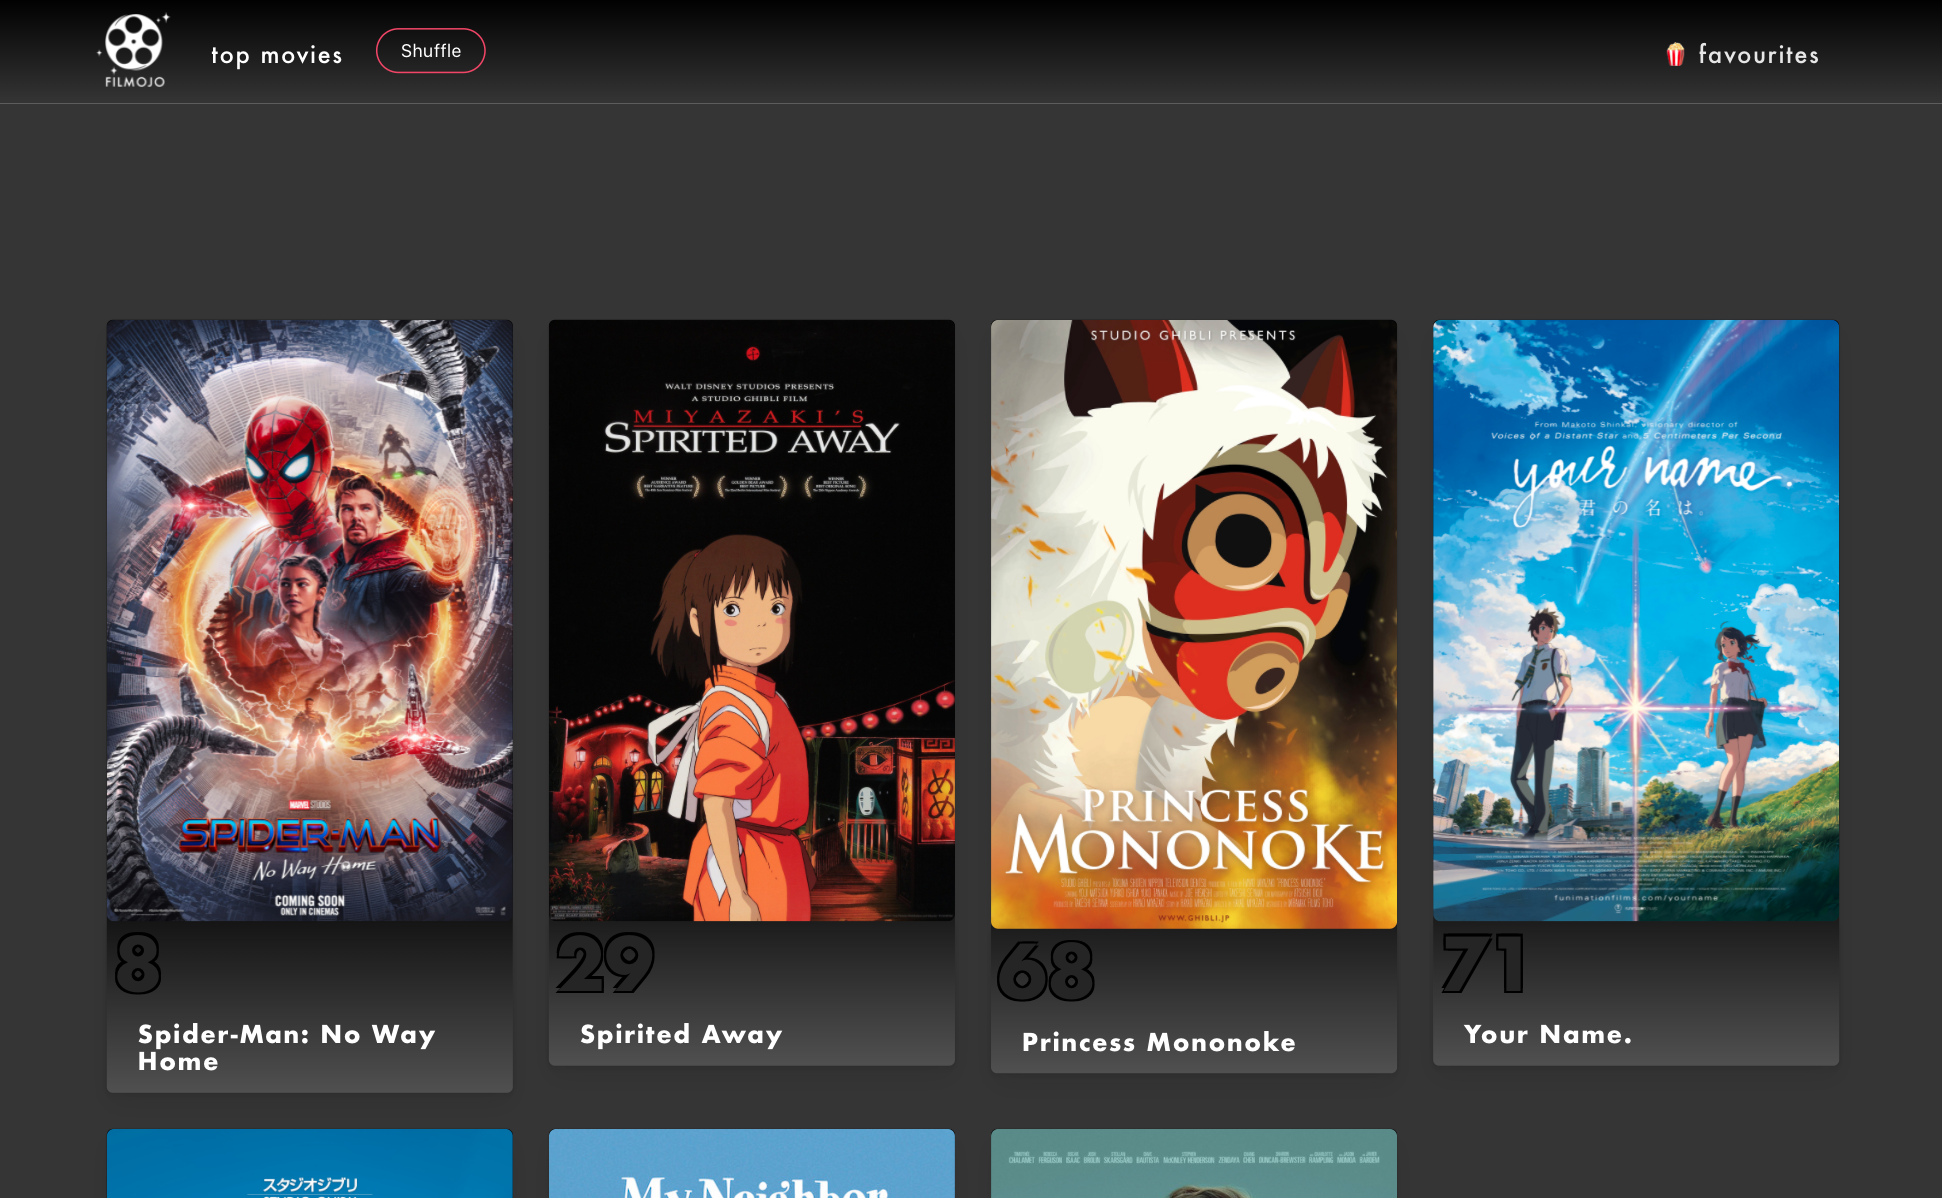 FILMOJO
top movies
Shuffle
favourites
MARVEL STUDIOS
SPIDER-MAN
No Way Home
COMING SOON
ONLY IN CINEMAS
8
Spider-Man: No Way
Home
WALT DISNEY STUDIOS PRESENTS
A STUDIO GHIBLI FILM
MIYAZAKI'S
SPIRITED AWAY
29
Spirited Away
STUDIO GHIBLI PRESENTS
PRINCESS
MONONOKE
WWW.GHIBLI.JP
68
Princess Mononoke
From Makoto Shinkai, visionary director of
Voices of a Distant Star and 5 Centimeters Per Second
your name.
君の名は。
funimationfilms.com/yourname
71
Your Name.
スタジオジブリ
My Neighbor